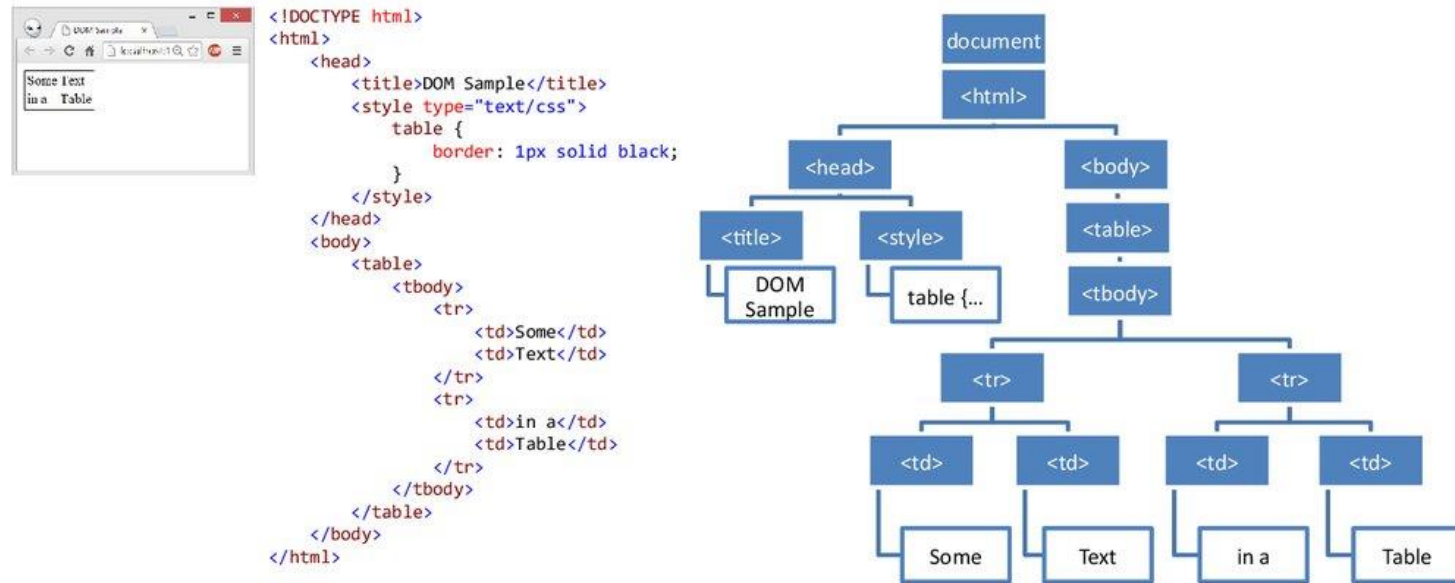 DOM Sample
Some Text
in a Table
<!DOCTYPE html>
<html>
<head>
<title>DOM Sample</title>
<style type="text/css">
table {
border: 1px solid black;
}
</style>
</head>
<body>
<table>
<tbody>
<tr>
<td>Some</td>
<td>Text</td>
</tr>
<tr>
<td>in a</td>
<td>Table</td>
</tr>
</tbody>
</table>
</body>
</html>
document
<html>
<head>
<body>
<title>
<style>
<table>
DOM
Sample
table {...
<tbody>
<tr>
<tr>
<td>
<td>
<td>
<td>
Some
Text
in a
Table